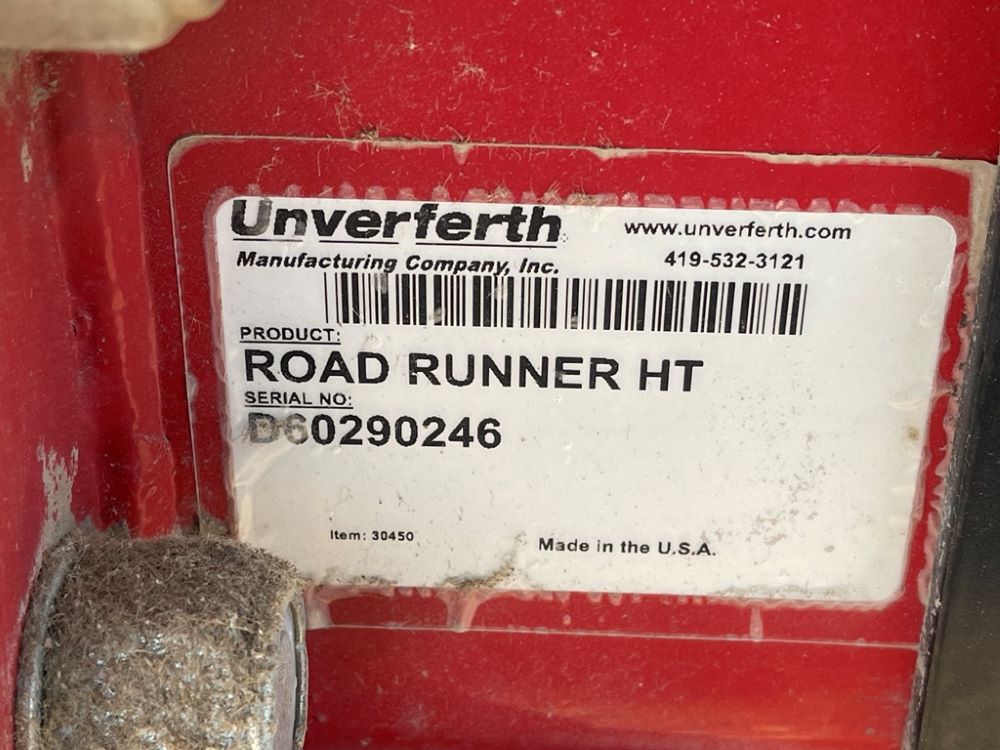 Unverferth
www.unverferth.com
Manufacturing Company, Inc.
419-532-3121
PRODUCT:
ROAD RUNNER HT
SERIAL NO:
D60290246
Item: 30450
Made in the U.S.A.